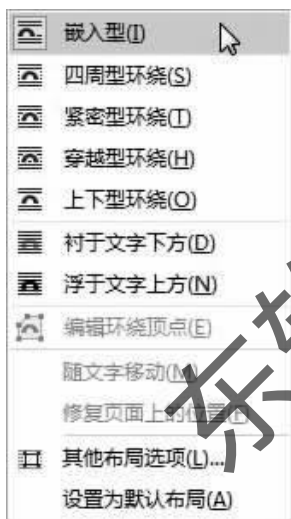 嵌入型(I)
四周型环绕(S)
紧密型环绕(T)
穿越型环绕(H)
上下型环绕(O)
衬于文字下方(D)
浮于文字上方(N)
编辑环绕顶点(E)
随文字移动(M)
修复页面上的位置(F)
其他布局选项(L)...
设置为默认布局(A)
东软